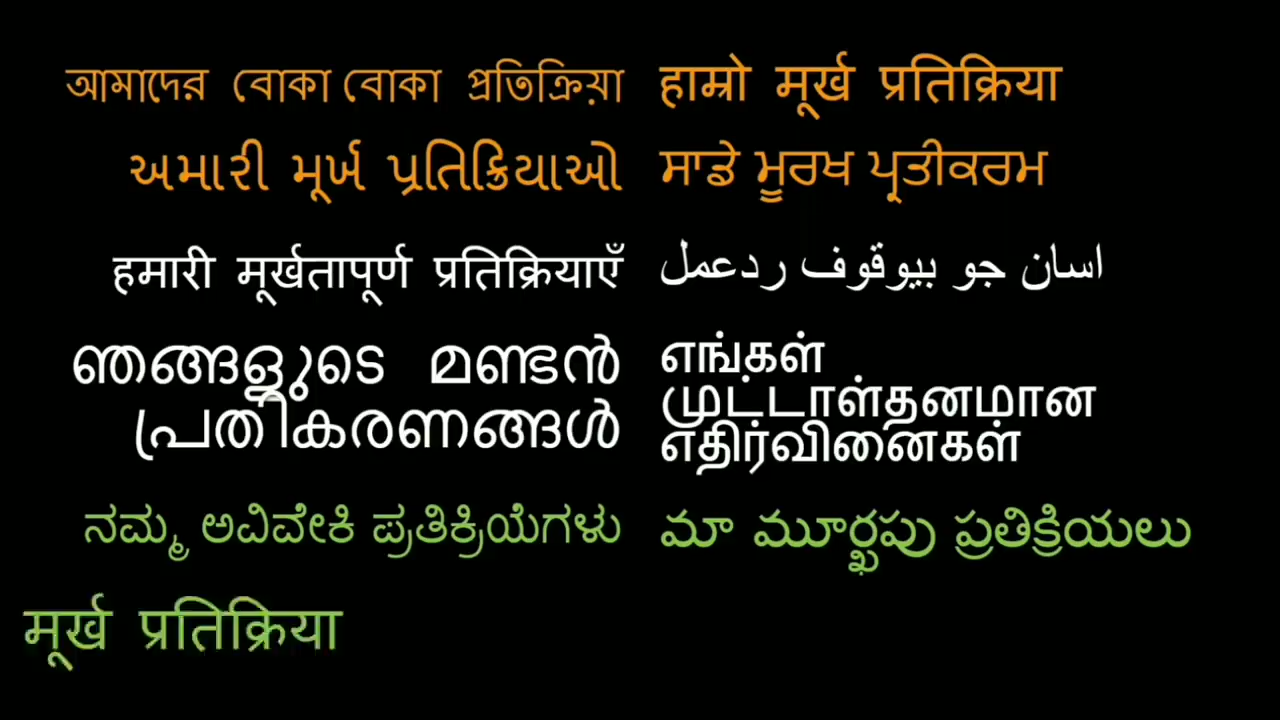 আমাদের বোকা বোকা প্রতিক্রিয়া
हाम्रो मूर्ख प्रतिक्रिया
અમારી મૂર્ખ પ્રતિક્રિયાઓ
ਸਾਡੇ ਮੂਰਖ ਪ੍ਰਤੀਕਰਮ
हमारी मूर्खतापूर्ण प्रतिक्रियाएँ
اسان جو بيوقوف ردعمل
ഞങ്ങളുടെ മണ്ടൻ
പ്രതികരണങ്ങൾ
எங்கள்
முட்டாள்தனமான
எதிர்வினைகள்
ನಮ್ಮ ಅವಿವೇಕಿ ಪ್ರತಿಕ್ರಿಯೆಗಳು
మా మూర్ఖపు ప్రతిక్రియలు
मूर्ख प्रतिक्रिया